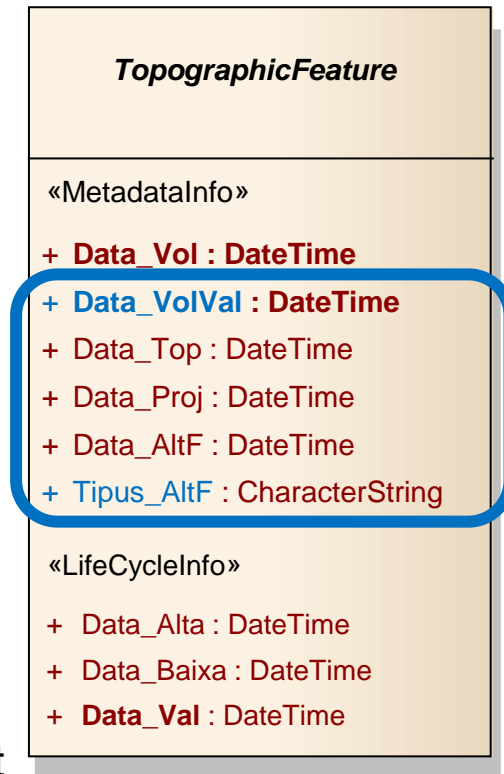 TopographicFeature
«MetadataInfo»
+ Data_Vol : DateTime
+ Data_VolVal : DateTime
+ Data_Top : DateTime
+ Data_Proj : DateTime
+ Data_AltF : DateTime
+ Tipus_AltF : CharacterString
«LifeCycleInfo»
+ Data_Alta : DateTime
+ Data_Baixa : DateTime
+ Data_Val : DateTime
t